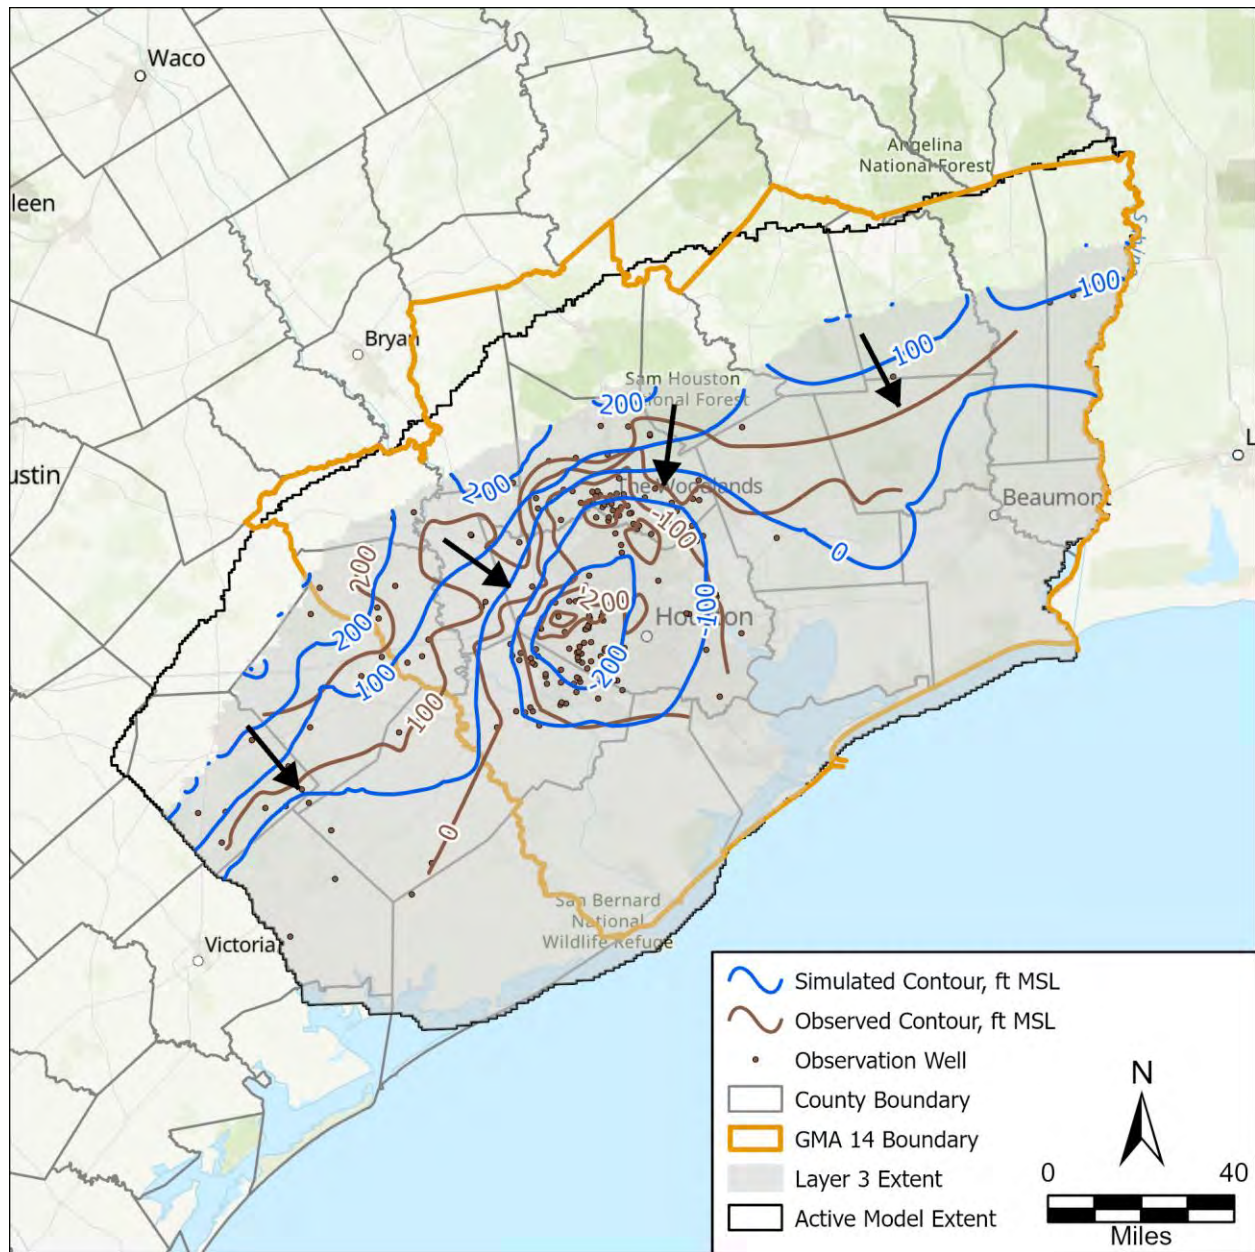 Waco
Angelina
National Forest
leen
Sabine
100
Bryan
100
Sam Houston
National Forest
200
ustin
L
200
The Woodlands
Beaumon
-100
0
200
-200
Houston
-100
200
-200
100
100
0
San Bernard
National
Wildlife Refuge
Victoria
Simulated Contour, ft MSL
Observed Contour, ft MSL
Observation Well
County Boundary
GMA 14 Boundary
Layer 3 Extent
Active Model Extent
N
0
40
Miles